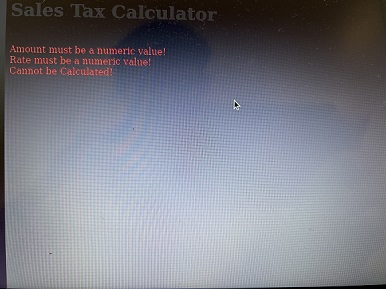 Sales Tax Calculator
Amount must be a numeric value!
Rate must be a numeric value!
Cannot be Calculated!